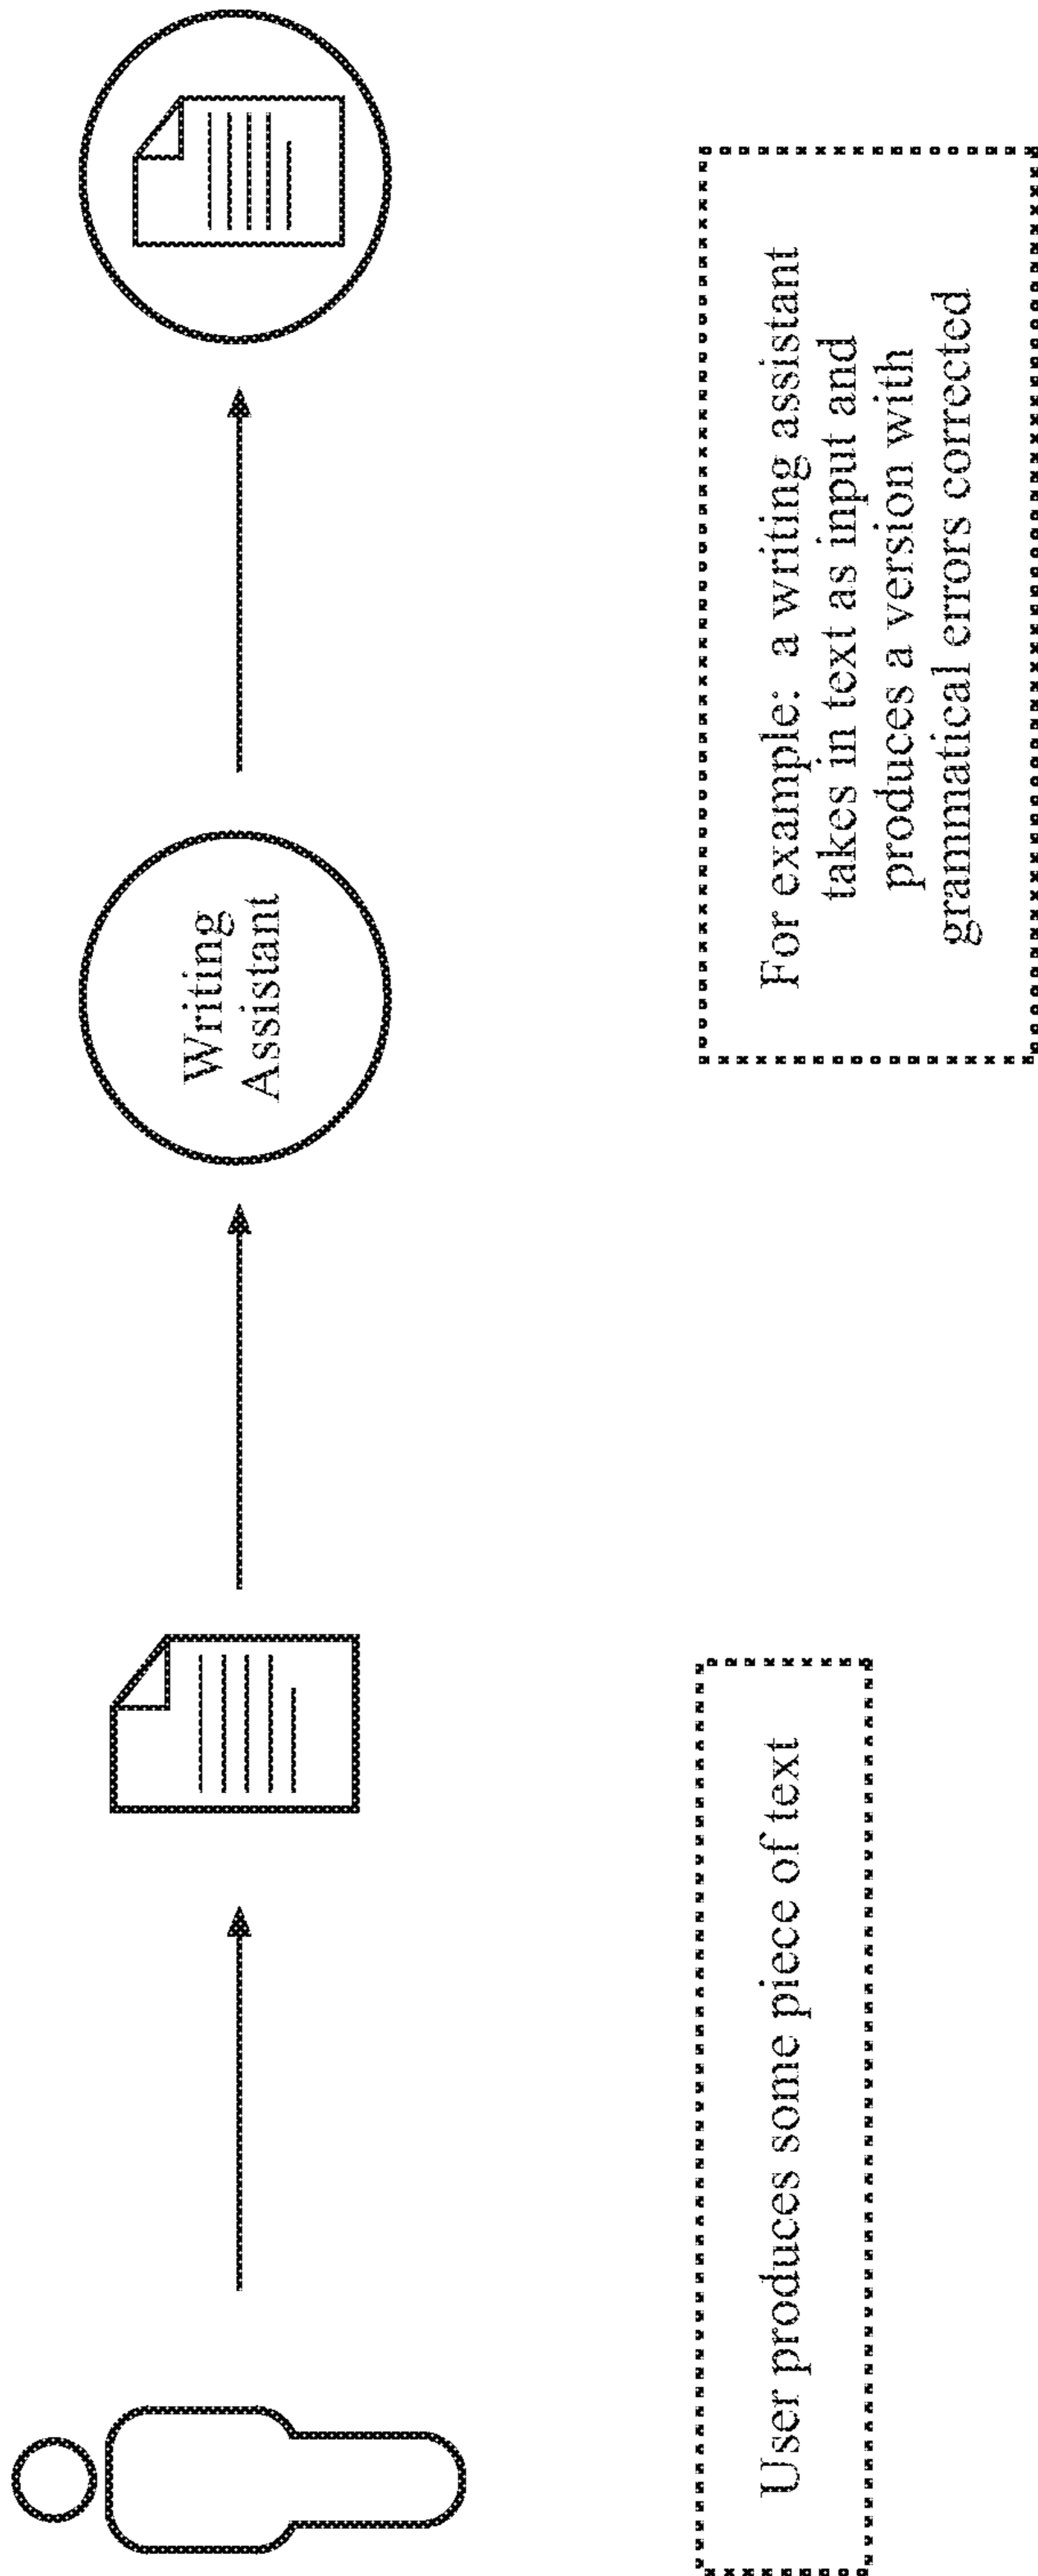 Writing
Assistant
User produces some piece of text
For example: a writing assistant
takes in text as input and
produces a version with
grammatical errors corrected